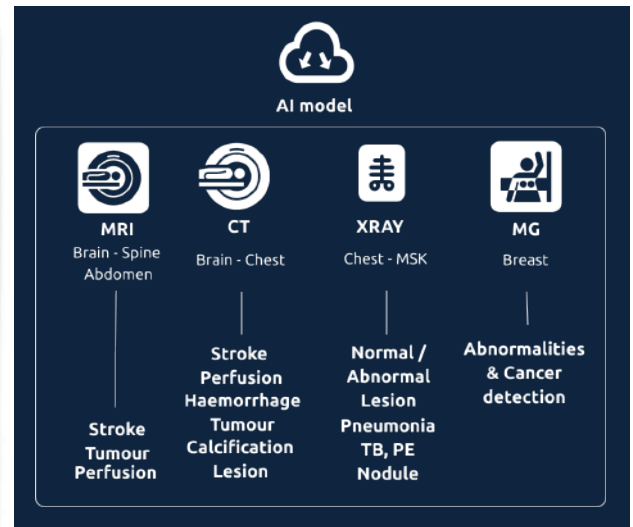 AI model
MRI
Brain - Spine
Abdomen
Stroke
Tumour
Perfusion
CT
Brain - Chest
Stroke
Perfusion
Haemorrhage
Tumour
Calcification
Lesion
XRAY
Chest - MSK
Normal /
Abnormal
Lesion
Pneumonia
TB, PE
Nodule
MG
Breast
Abnormalities
& Cancer
detection